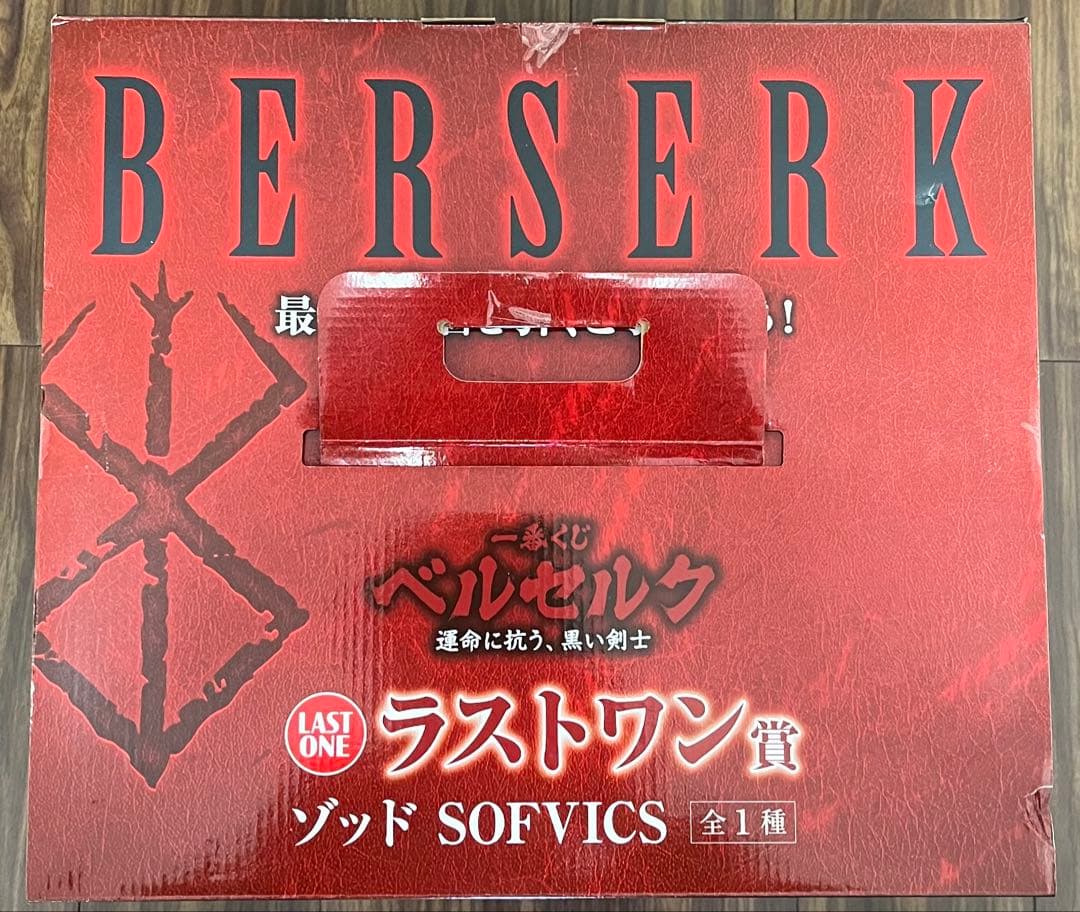 BERSERK
最 !
一番くじ
ベルセルク
運命に抗う、黒い剣士
LAST
ONE
ラストワン賞
ゾッド SOFVICS 全1種